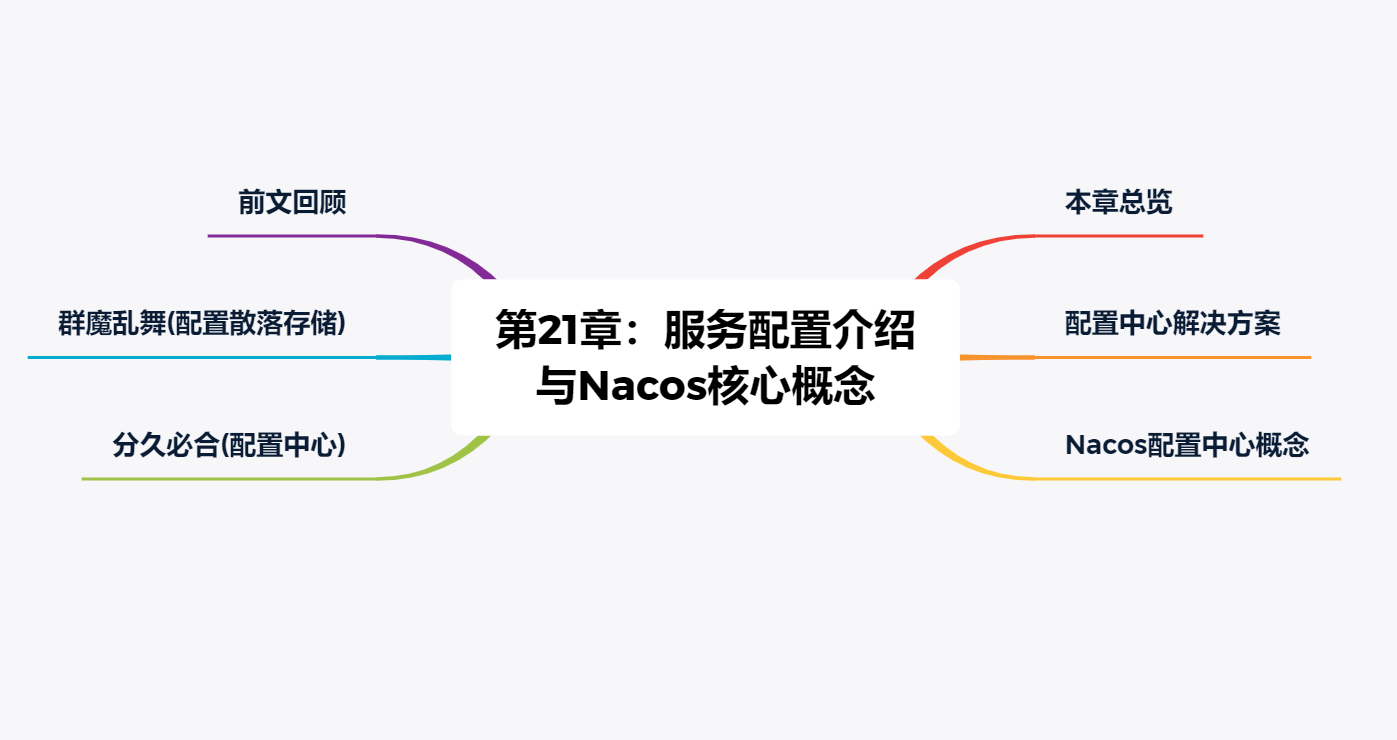 前文回顾
本章总览
群魔乱舞(配置散落存储)
第21章：服务配置介绍
与Nacos核心概念
配置中心解决方案
分久必合(配置中心)
Nacos配置中心概念